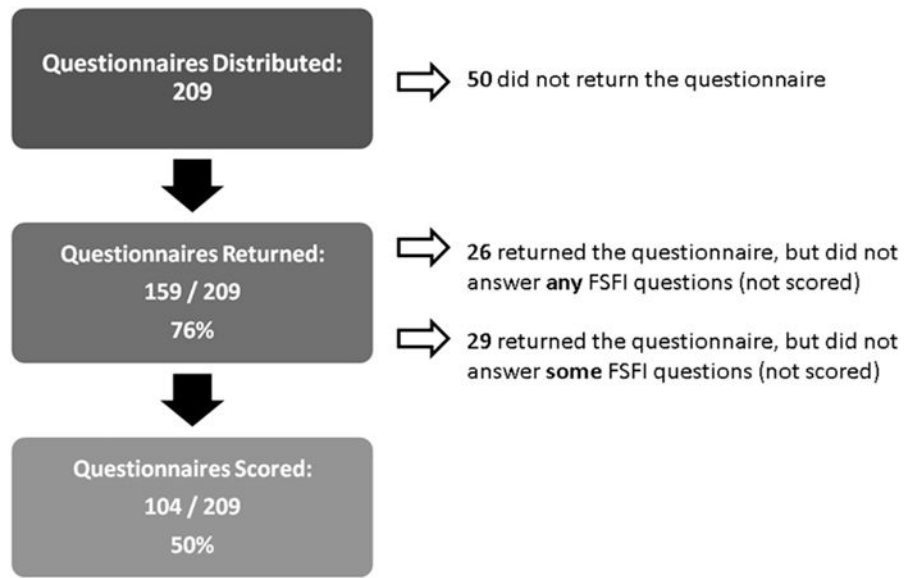 Questionnaires Distributed:
209
50 did not return the questionnaire
Questionnaires Returned:
159 / 209
76%
26 returned the questionnaire, but did not
answer any FSFI questions (not scored)
29 returned the questionnaire, but did not
answer some FSFI questions (not scored)
Questionnaires Scored:
104 / 209
50%